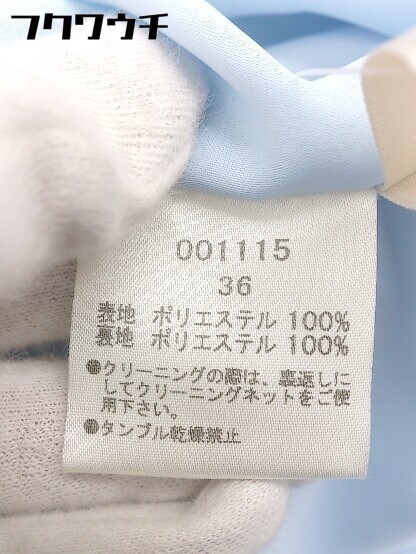 フクワウチ
001115
36
表地 ポリエステル 100%
裏地 ポリエステル 100%
●クリーニングの際は、裏返しに
してクリーニングネットをご使
用下さい。
●タンブル乾燥禁止